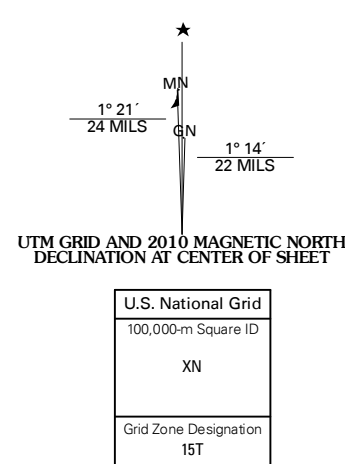 MN
1° 21´
24 MILS
GN
1° 14´
22 MILS
UTM GRID AND 2010 MAGNETIC NORTH
DECLINATION AT CENTER OF SHEET
U.S. National Grid
100,000-m Square ID
XN
Grid Zone Designation
15T